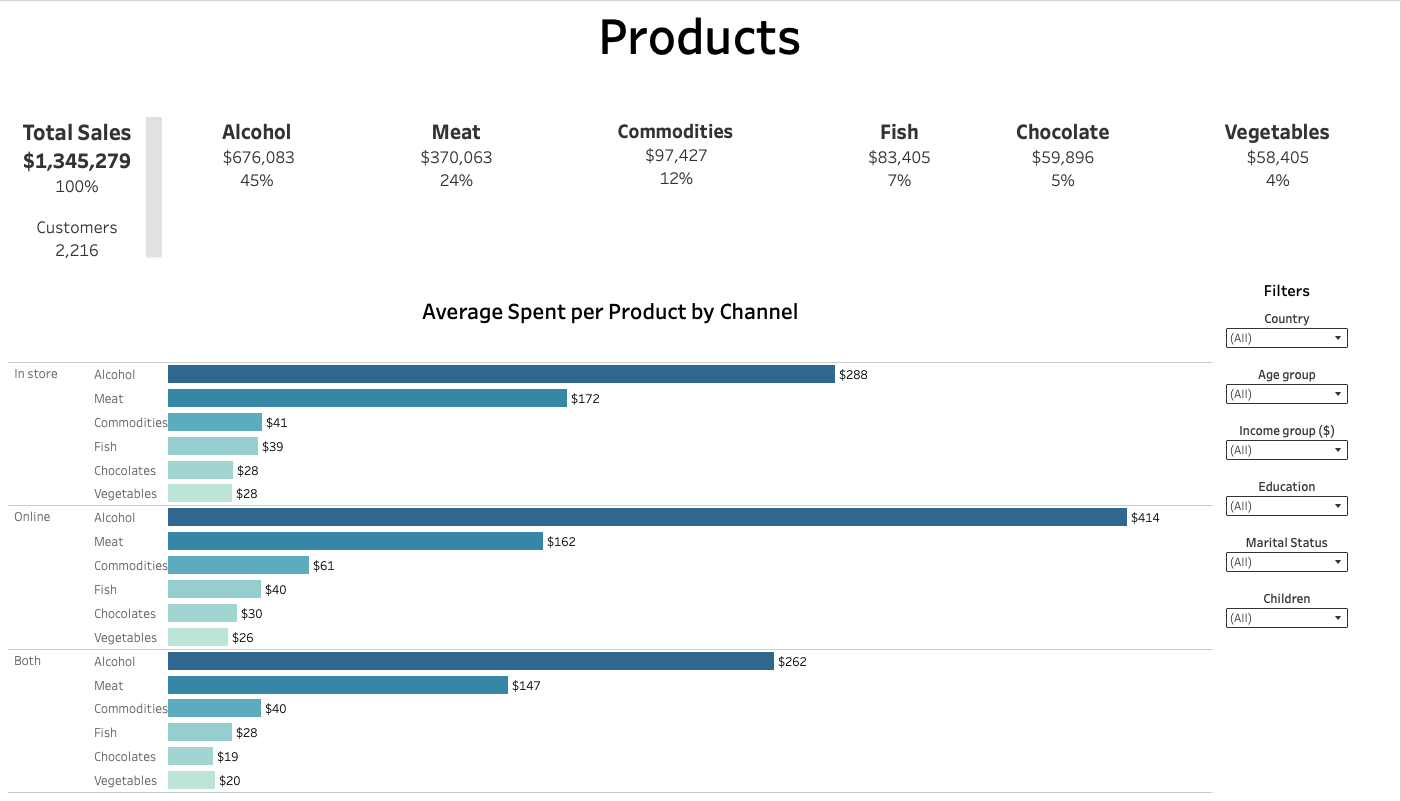 Products
Total Sales
$1,345,279
100%
Customers
2,216
Alcohol
$676,083
45%
Meat
$370,063
24%
Commodities
$97,427
12%
Fish
$83,405
7%
Chocolate
$59,896
5%
Vegetables
$58,405
4%
Average Spent per Product by Channel
In store
Alcohol $288
Meat $172
Commodities $41
Fish $39
Chocolates $28
Vegetables $28
Online
Alcohol $414
Meat $162
Commodities $61
Fish $40
Chocolates $30
Vegetables $26
Both
Alcohol $262
Meat $147
Commodities $40
Fish $28
Chocolates $19
Vegetables $20
Filters
Country
(All)
Age group
(All)
Income group ($)
(All)
Education
(All)
Marital Status
(All)
Children
(All)